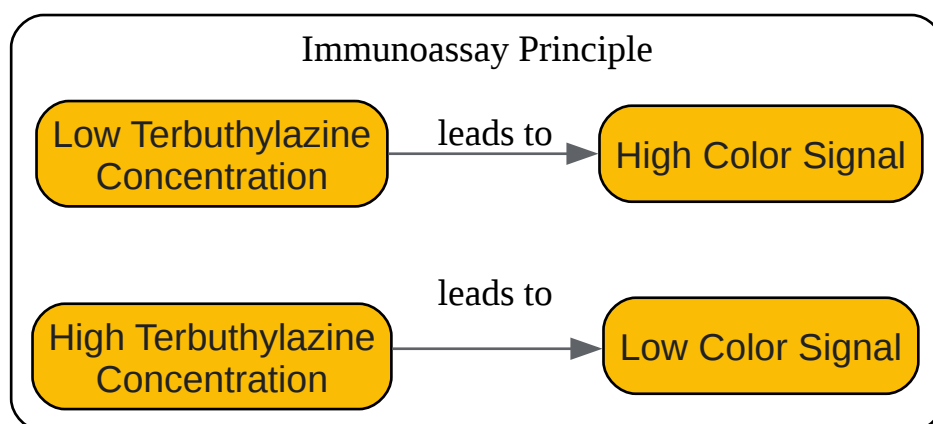 Immunoassay Principle
Low Terbuthylazine
Concentration
leads to
High Color Signal
High Terbuthylazine
Concentration
leads to
Low Color Signal